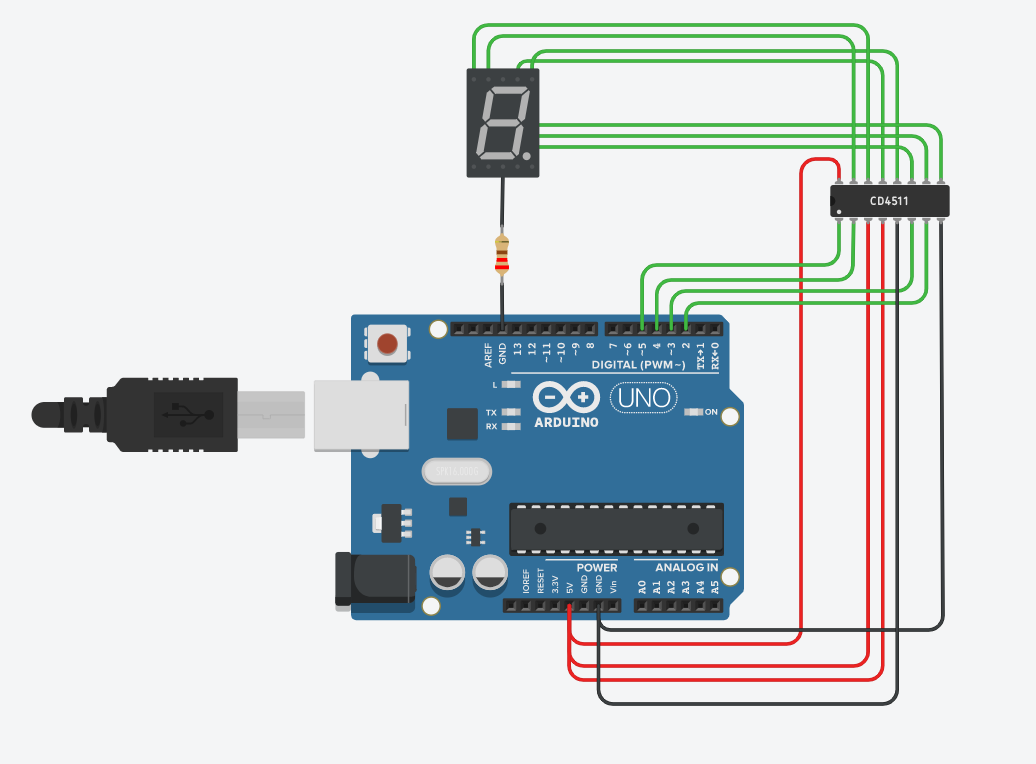 CD4511
AREF
GND
13
12
~11
~10
~9
8
7
~6
~5
4
~3
2
TX→1
RX←0
DIGITAL (PWM~)
L
TX
RX
UNO
ON
ARDUINO
POWER
ANALOG IN
IOREF
RESET
3.3V
5V
GND
GND
Vin
A0
A1
A2
A3
A4
A5